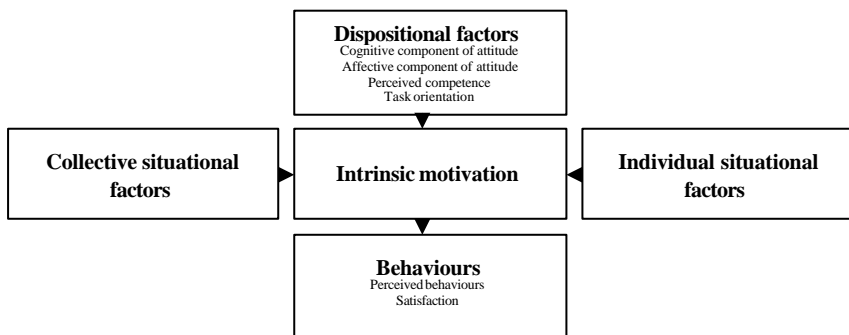 Dispositional factors
Cognitive component of attitude
Affective component of attitude
Perceived competence
Task orientation
Collective situational
factors
Intrinsic motivation
Individual situational
factors
Behaviours
Perceived behaviours
Satisfaction